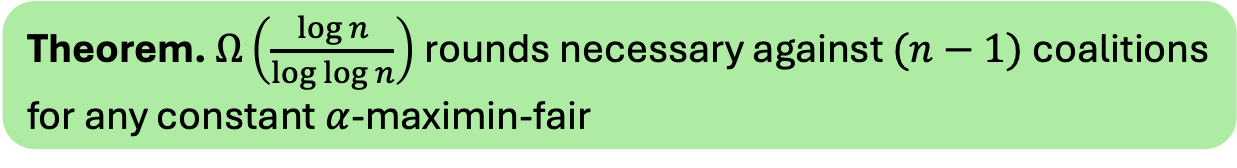 Theorem. Ω(log n / log log n) rounds necessary against (n − 1) coalitions
for any constant α-maximin-fair